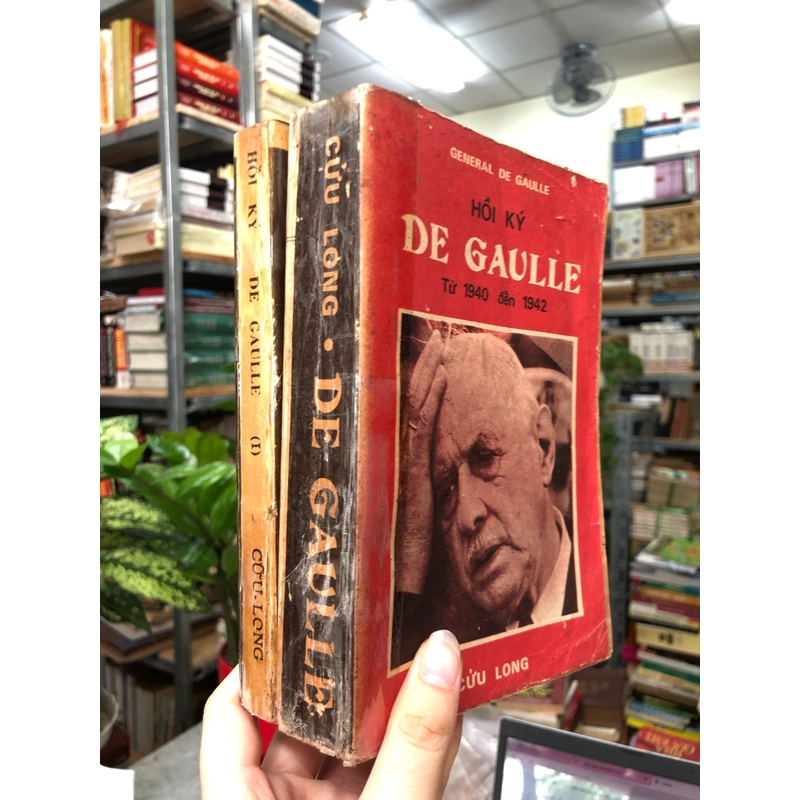 GENERAL DE GAULLE
HỒI KÝ
DE GAULLE
Từ 1940 đến 1942
CỬU LONG
CỬU LONG • DE GAULLE
HỒI KÝ DE GAULLE (I) CỬU-LONG